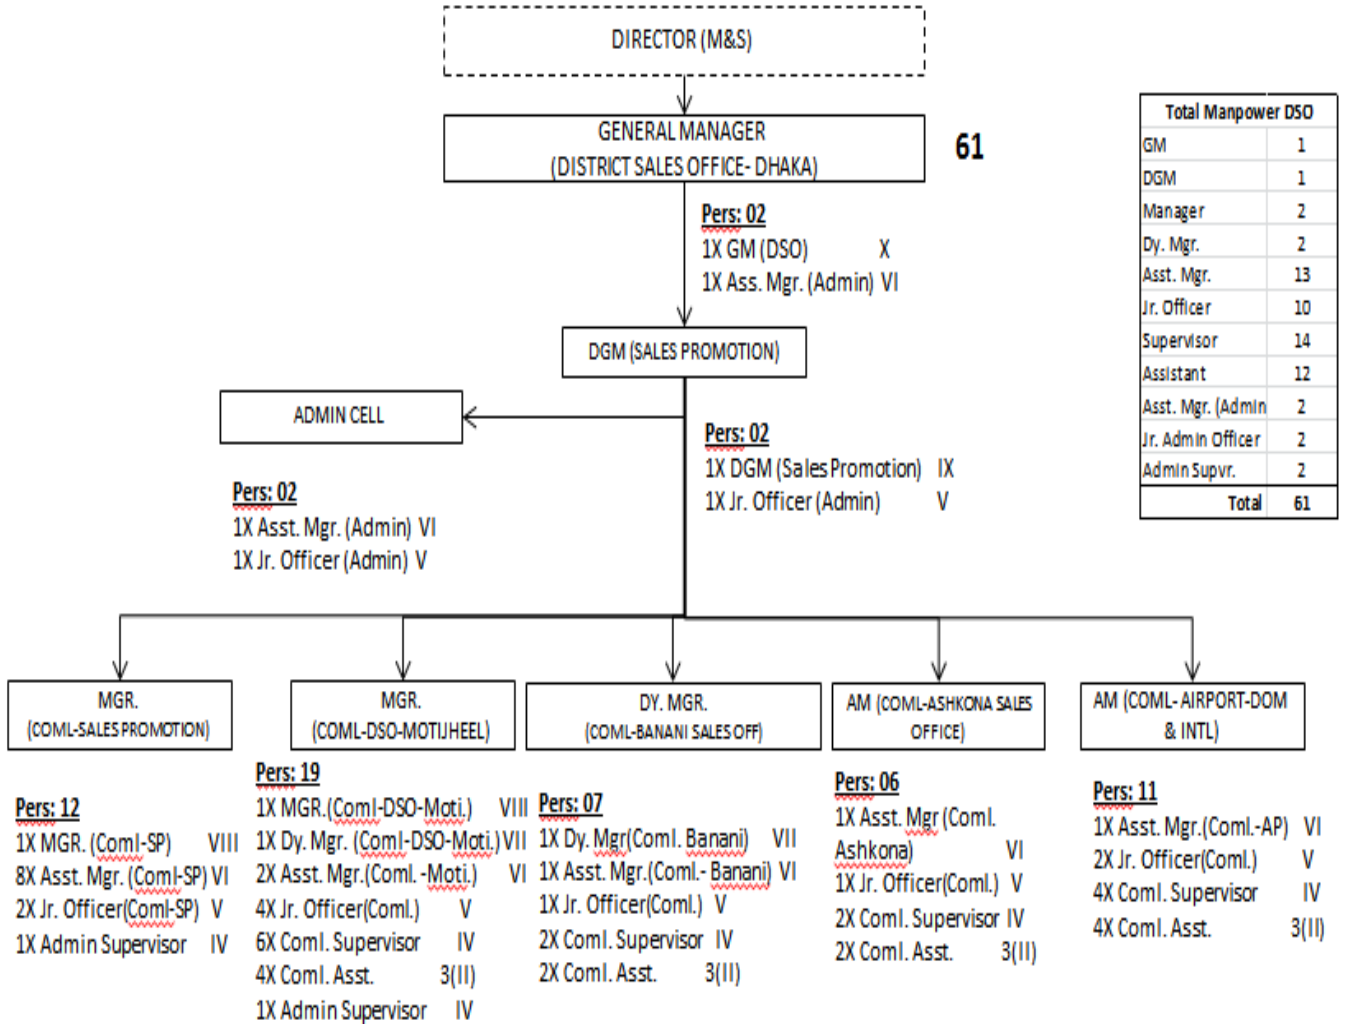 DIRECTOR (M&S)
GENERAL MANAGER
(DISTRICT SALES OFFICE- DHAKA)
61
Pers: 02
1X GM (DSO) X
1X Ass. Mgr. (Admin) VI
DGM (SALES PROMOTION)
ADMIN CELL
Pers: 02
1X Asst. Mgr. (Admin) VI
1X Jr. Officer (Admin) V
Pers: 02
1X DGM (Sales Promotion) IX
1X Jr. Officer (Admin) V
Total Manpower DSO
GM 1
DGM 1
Manager 2
Dy. Mgr. 2
Asst. Mgr. 13
Jr. Officer 10
Supervisor 14
Assistant 12
Asst. Mgr. (Admin 2
Jr. Admin Officer 2
Admin Supvr. 2
Total 61
MGR.
(COML-SALES PROMOTION)
Pers: 12
1X MGR. (Coml-SP) VIII
8X Asst. Mgr. (Coml-SP) VI
2X Jr. Officer(Coml-SP) V
1X Admin Supervisor IV
MGR.
(COML-DSO-MOTIJHEEL)
Pers: 19
1X MGR.(Coml-DSO-Moti.) VIII
1X Dy. Mgr. (Coml-DSO-Moti.) VII
2X Asst. Mgr.(Coml. -Moti.) VI
4X Jr. Officer(Coml.) V
6X Coml. Supervisor IV
4X Coml. Asst. 3(II)
1X Admin Supervisor IV
DY. MGR.
(COML-BANANI SALES OFF)
Pers: 07
1X Dy. Mgr(Coml. Banani) VII
1X Asst. Mgr.(Coml.- Banani) VI
1X Jr. Officer(Coml.) V
2X Coml. Supervisor IV
2X Coml. Asst. 3(II)
AM (COML-ASHKONA SALES
OFFICE)
Pers: 06
1X Asst. Mgr (Coml.
Ashkona) VI
1X Jr. Officer(Coml.) V
2X Coml. Supervisor IV
2X Coml. Asst. 3(II)
AM (COML- AIRPORT-DOM
& INTL)
Pers: 11
1X Asst. Mgr.(Coml.-AP) VI
2X Jr. Officer(Coml.) V
4X Coml. Supervisor IV
4X Coml. Asst. 3(II)